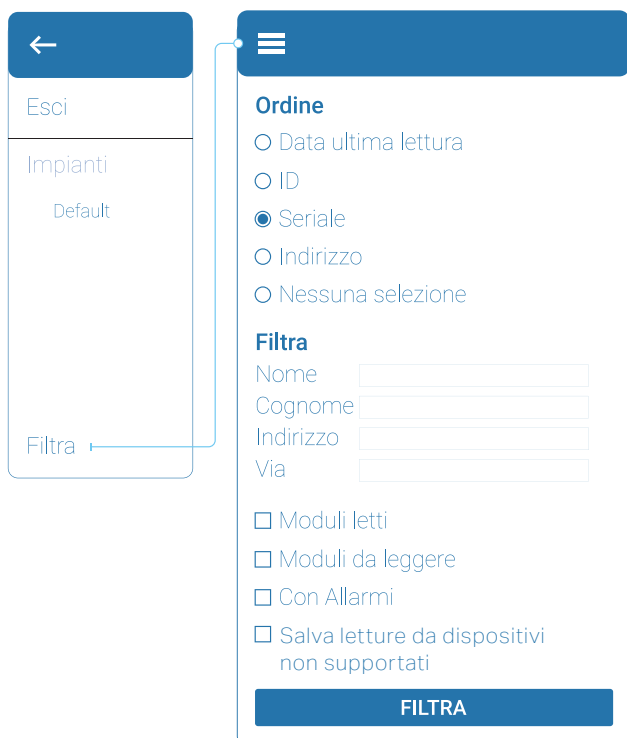 Esci
Impianti
Default
Filtra
Ordine
Data ultima lettura
ID
Seriale
Indirizzo
Nessuna selezione
Filtra
Nome
Cognome
Indirizzo
Via
Moduli letti
Moduli da leggere
Con Allarmi
Salva letture da dispositivi
non supportati
FILTRA